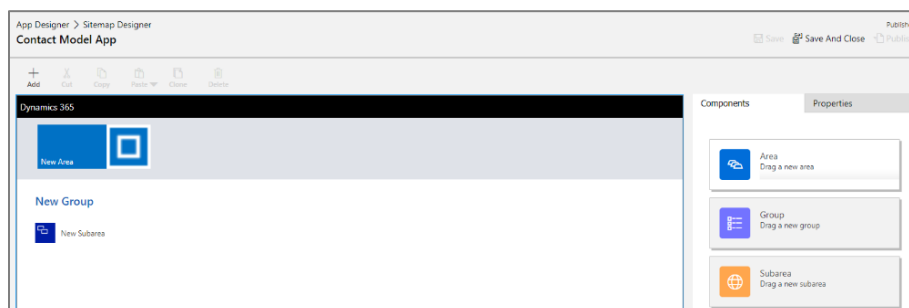 App Designer > Sitemap Designer
Publish
Contact Model App
Save
Save And Close
Publis
Add
Cut
Copy
Paste
Clone
Delete
Dynamics 365
Components
Properties
New Area
Area
Drag a new area
New Group
Group
Drag a new group
New Subarea
Subarea
Drag a new subarea